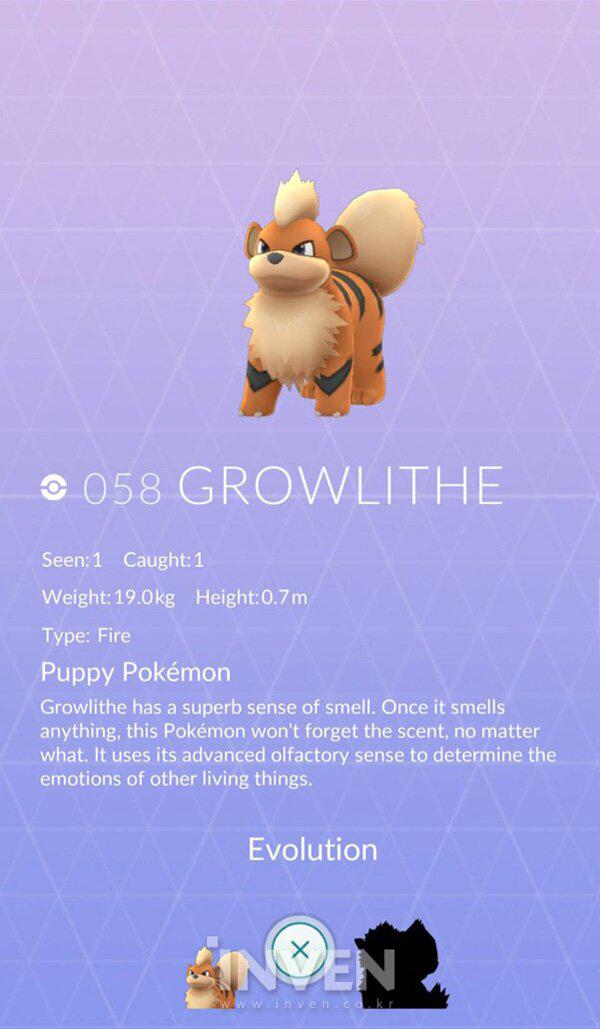 058 GROWLITHE
Seen:1 Caught:1
Weight:19.0kg Height:0.7m
Type: Fire
Puppy Pokémon
Growlithe has a superb sense of smell. Once it smells
anything, this Pokémon won't forget the scent, no matter
what. It uses its advanced olfactory sense to determine the
emotions of other living things.
Evolution
INVEN
www.inven.co.kr